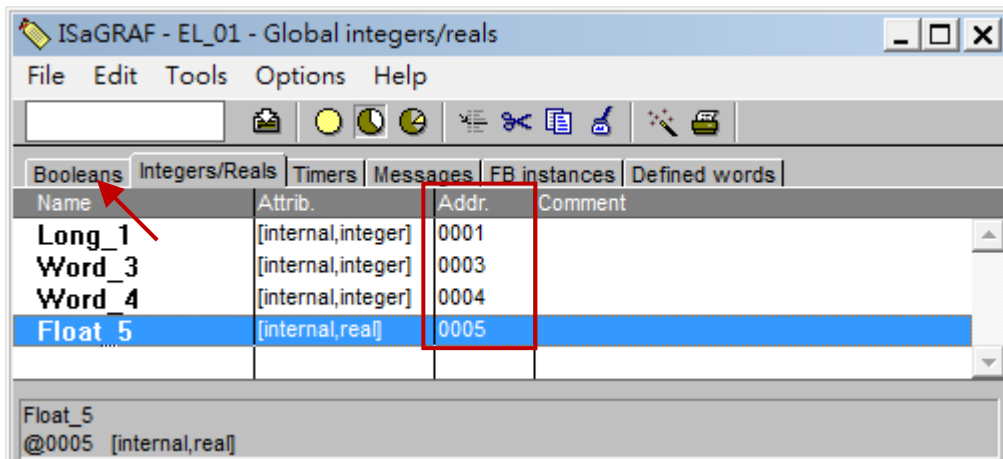 ISaGRAF - EL_01 - Global integers/reals
File Edit Tools Options Help
Booleans Integers/Reals Timers Messages FB instances Defined words
Name Attrib. Addr. Comment
Long_1 [internal,integer] 0001
Word_3 [internal,integer] 0003
Word_4 [internal,integer] 0004
Float_5 [internal,real] 0005
Float_5
@0005 [internal,real]